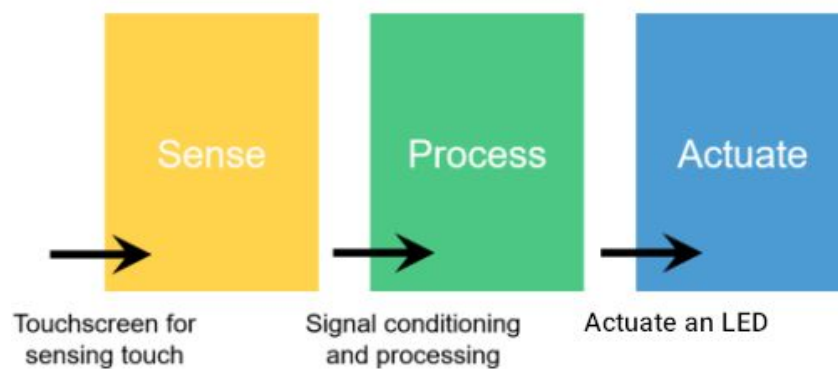 Sense
Process
Actuate
Touchscreen for
sensing touch
Signal conditioning
and processing
Actuate an LED